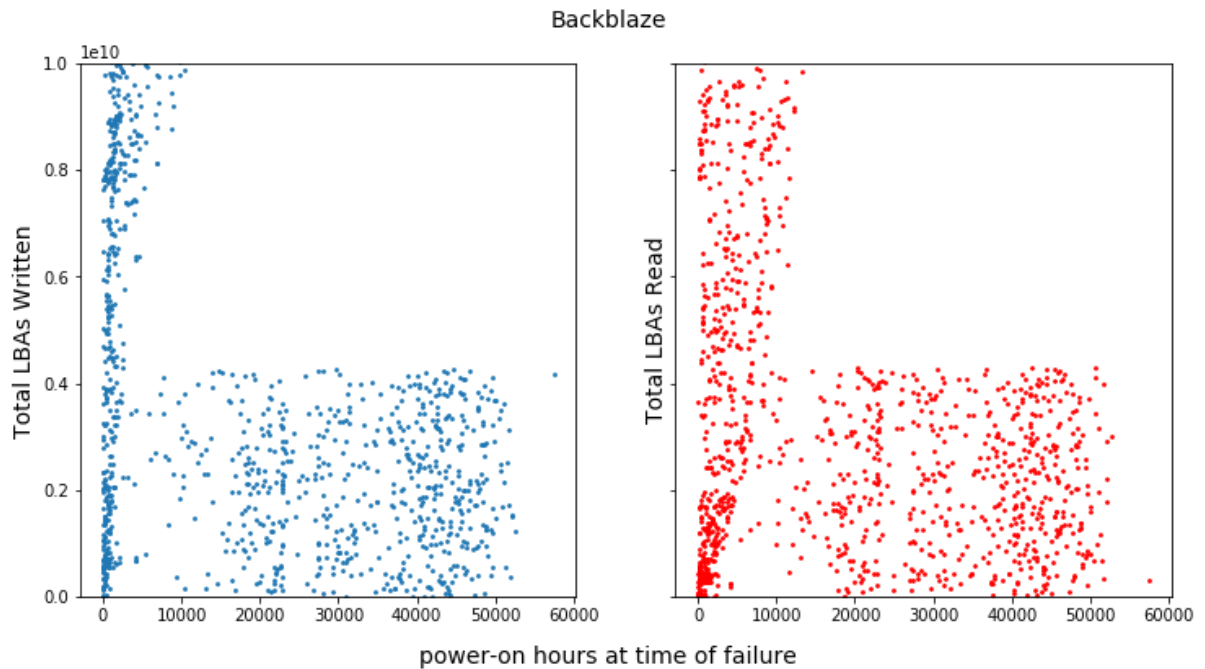 Backblaze
1e10
1.0
0.8
0.6
0.4
0.2
0.0
Total LBAs Written
0 10000 20000 30000 40000 50000 60000
Total LBAs Read
0 10000 20000 30000 40000 50000 60000
power-on hours at time of failure